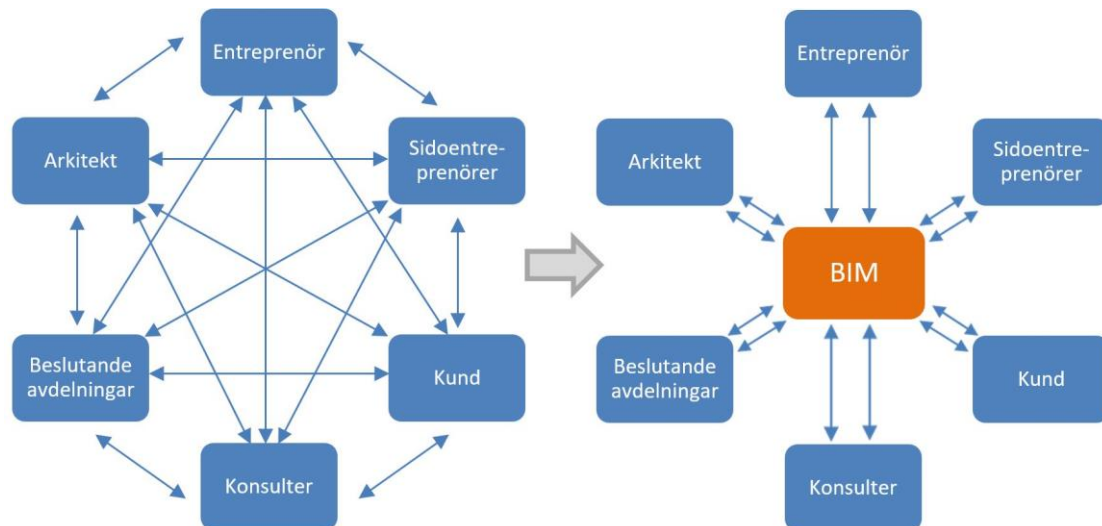 Entreprenör
Arkitekt
Sidoentre-
prenörer
Beslutande
avdelningar
Kund
Konsulter
Entreprenör
Arkitekt
Sidoentre-
prenörer
BIM
Beslutande
avdelningar
Kund
Konsulter